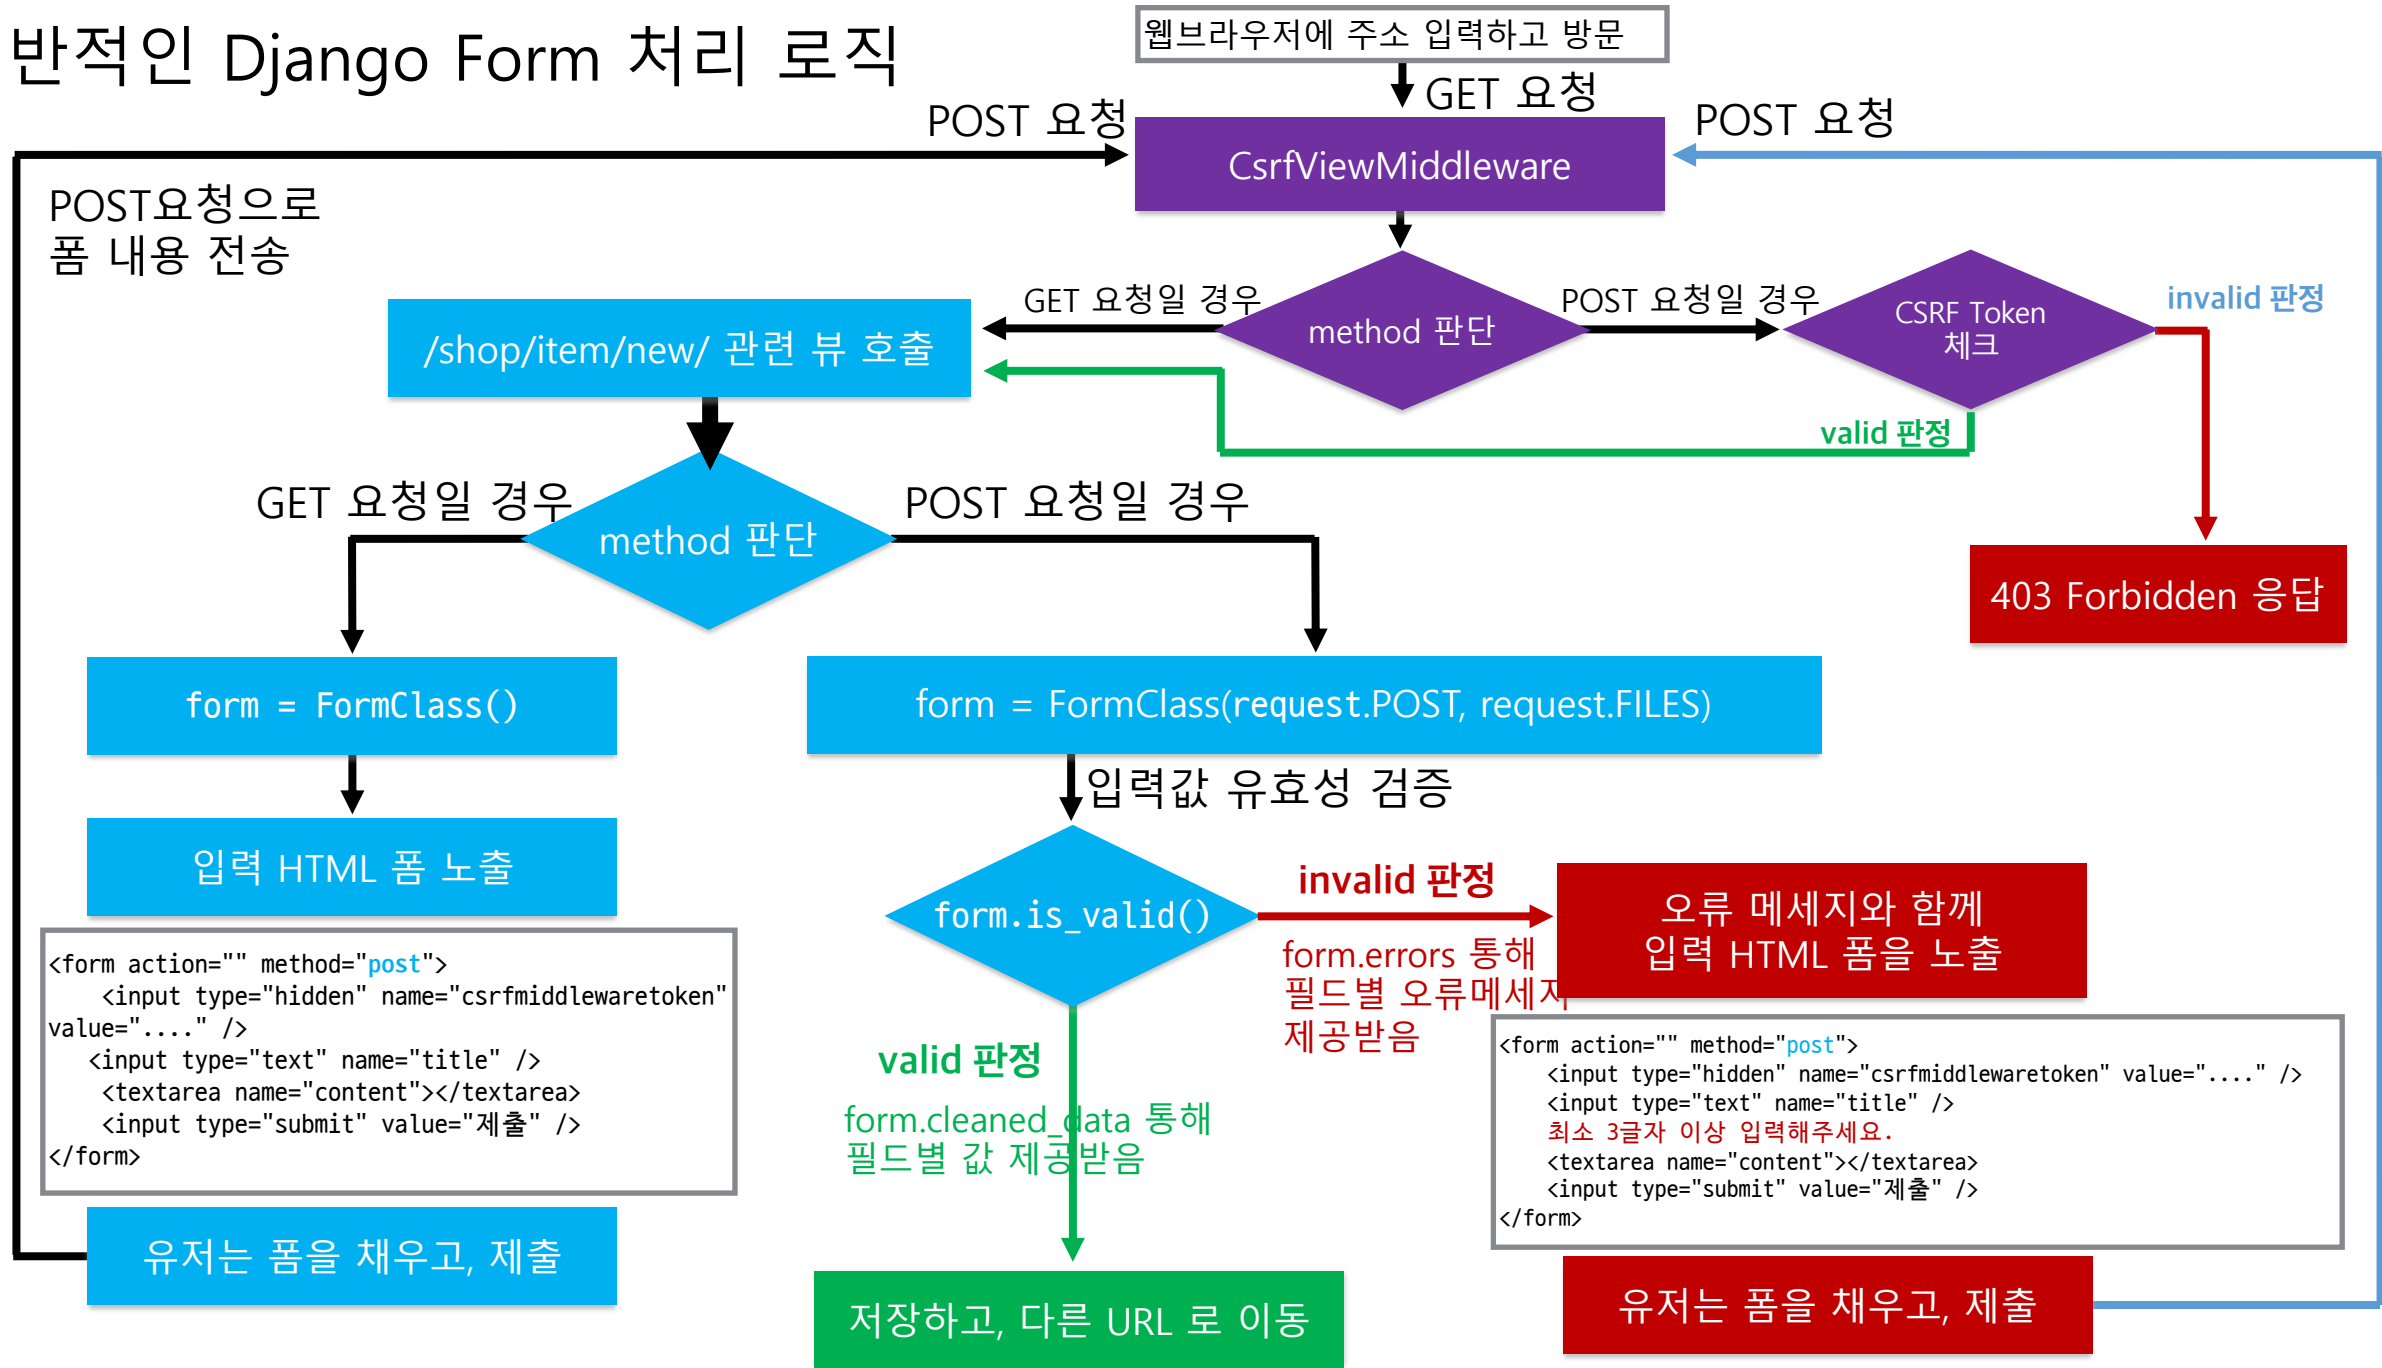 반적인 Django Form 처리 로직
웹브라우저에 주소 입력하고 방문
GET 요청
POST 요청
POST 요청
CsrfViewMiddleware
POST요청으로
폼 내용 전송
GET 요청일 경우
method 판단
POST 요청일 경우
CSRF Token
체크
invalid 판정
/shop/item/new/ 관련 뷰 호출
valid 판정
GET 요청일 경우
method 판단
POST 요청일 경우
403 Forbidden 응답
form = FormClass()
form = FormClass(request.POST, request.FILES)
입력값 유효성 검증
입력 HTML 폼 노출
form.is_valid()
invalid 판정
form.errors 통해
필드별 오류메세지
제공받음
오류 메세지와 함께
입력 HTML 폼을 노출
<form action="" method="post">
<input type="hidden" name="csrfmiddlewaretoken"
value="...." />
<input type="text" name="title" />
<textarea name="content"></textarea>
<input type="submit" value="제출" />
</form>
valid 판정
form.cleaned_data 통해
필드별 값 제공받음
<form action="" method="post">
<input type="hidden" name="csrfmiddlewaretoken" value="...." />
<input type="text" name="title" />
최소 3글자 이상 입력해주세요.
<textarea name="content"></textarea>
<input type="submit" value="제출" />
</form>
유저는 폼을 채우고, 제출
저장하고, 다른 URL 로 이동
유저는 폼을 채우고, 제출